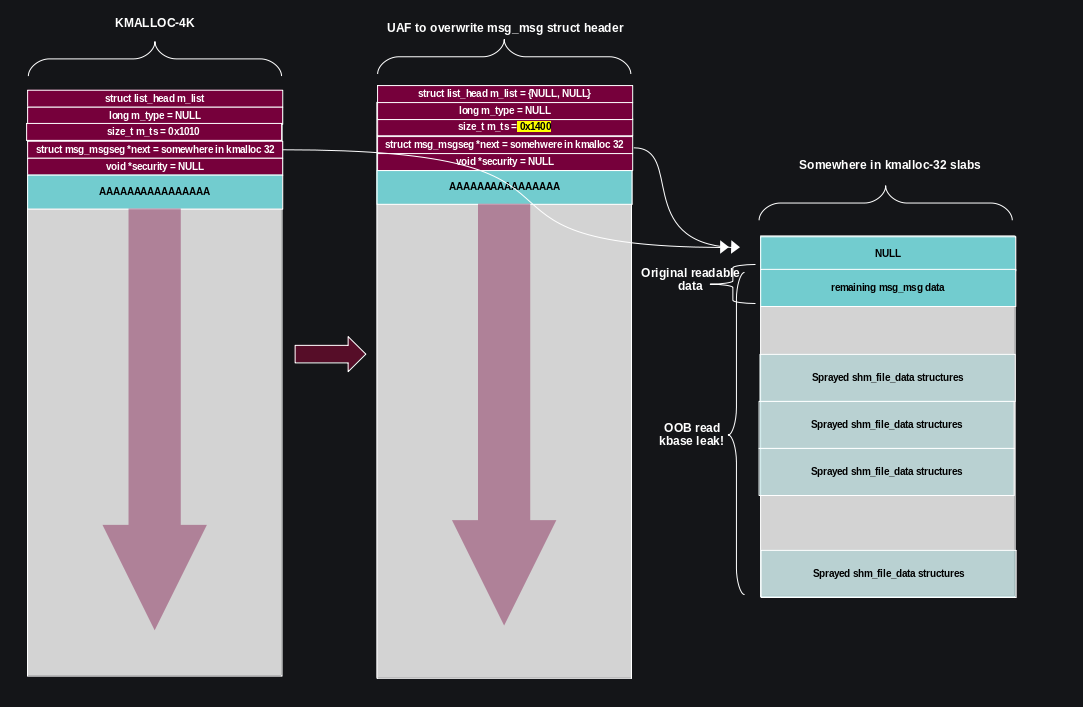 KMALLOC-4K
struct list_head m_list
long m_type = NULL
size_t m_ts = 0x1010
struct msg_msgseg *next = somewhere in kmalloc 32
void *security = NULL
AAAAAAAAAAAAAAAA
UAF to overwrite msg_msg struct header
struct list_head m_list = {NULL, NULL}
long m_type = NULL
size_t m_ts = 0x1400
struct msg_msgseg *next = somehwere in kmalloc 32
void *security = NULL
AAAAAAAAAAAAAAAA
Somewhere in kmalloc-32 slabs
NULL
remaining msg_msg data
Original readable
data
Sprayed shm_file_data structures
Sprayed shm_file_data structures
Sprayed shm_file_data structures
OOB read
kbase leak!
Sprayed shm_file_data structures